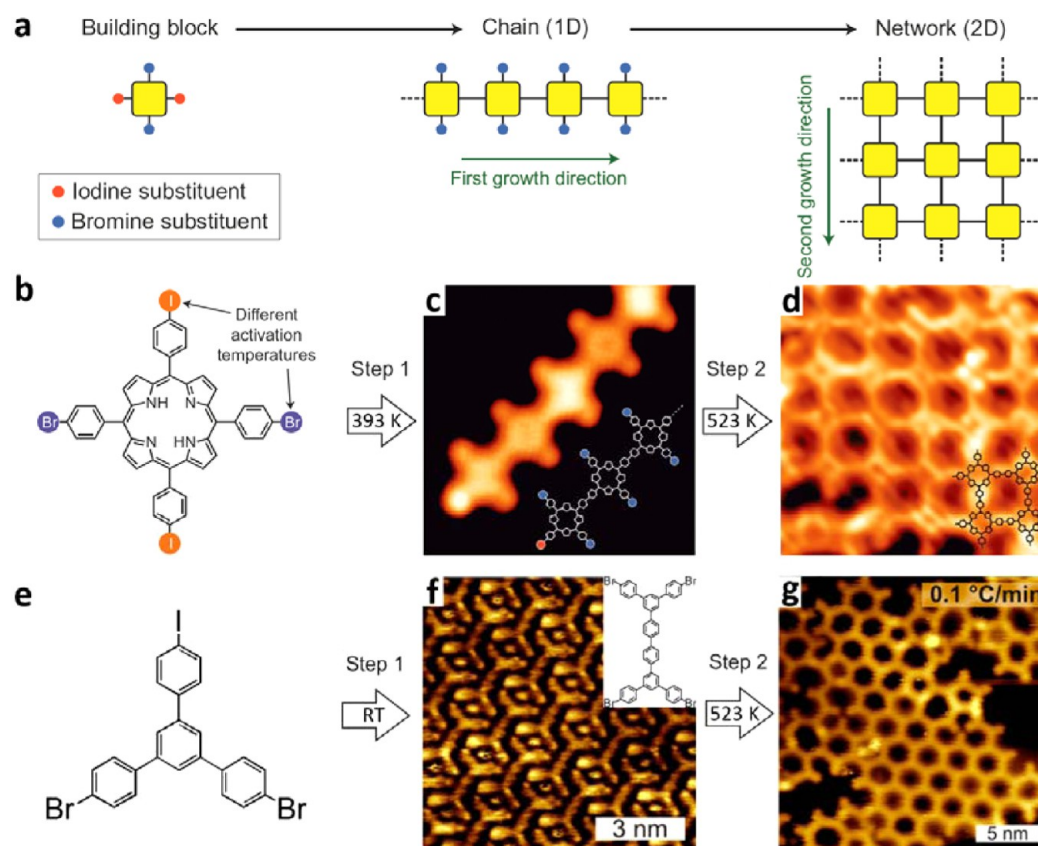 a
Building block
Chain (1D)
Network (2D)
First growth direction
Second growth direction
Iodine substituent
Bromine substituent
b
I
Different
activation
temperatures
Br
Br
NH
N
N
HN
I
Step 1
393 K
c
Step 2
523 K
d
e
I
Br
Br
Step 1
RT
f
Br
Br
Br
Br
3 nm
Step 2
523 K
g
0.1 °C/min
5 nm